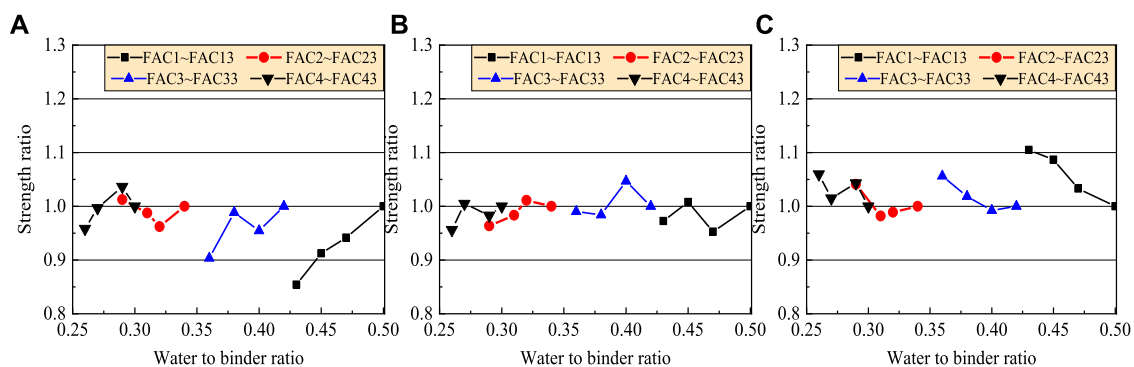 A
1.3
1.2
1.1
1.0
0.9
0.8
Strength ratio
FAC1~FAC13 FAC2~FAC23
FAC3~FAC33 FAC4~FAC43
0.25 0.30 0.35 0.40 0.45 0.50
Water to binder ratio
B
1.3
1.2
1.1
1.0
0.9
0.8
Strength ratio
FAC1~FAC13 FAC2~FAC23
FAC3~FAC33 FAC4~FAC43
0.25 0.30 0.35 0.40 0.45 0.50
Water to binder ratio
C
1.3
1.2
1.1
1.0
0.9
0.8
Strength ratio
FAC1~FAC13 FAC2~FAC23
FAC3~FAC33 FAC4~FAC43
0.25 0.30 0.35 0.40 0.45 0.50
Water to binder ratio